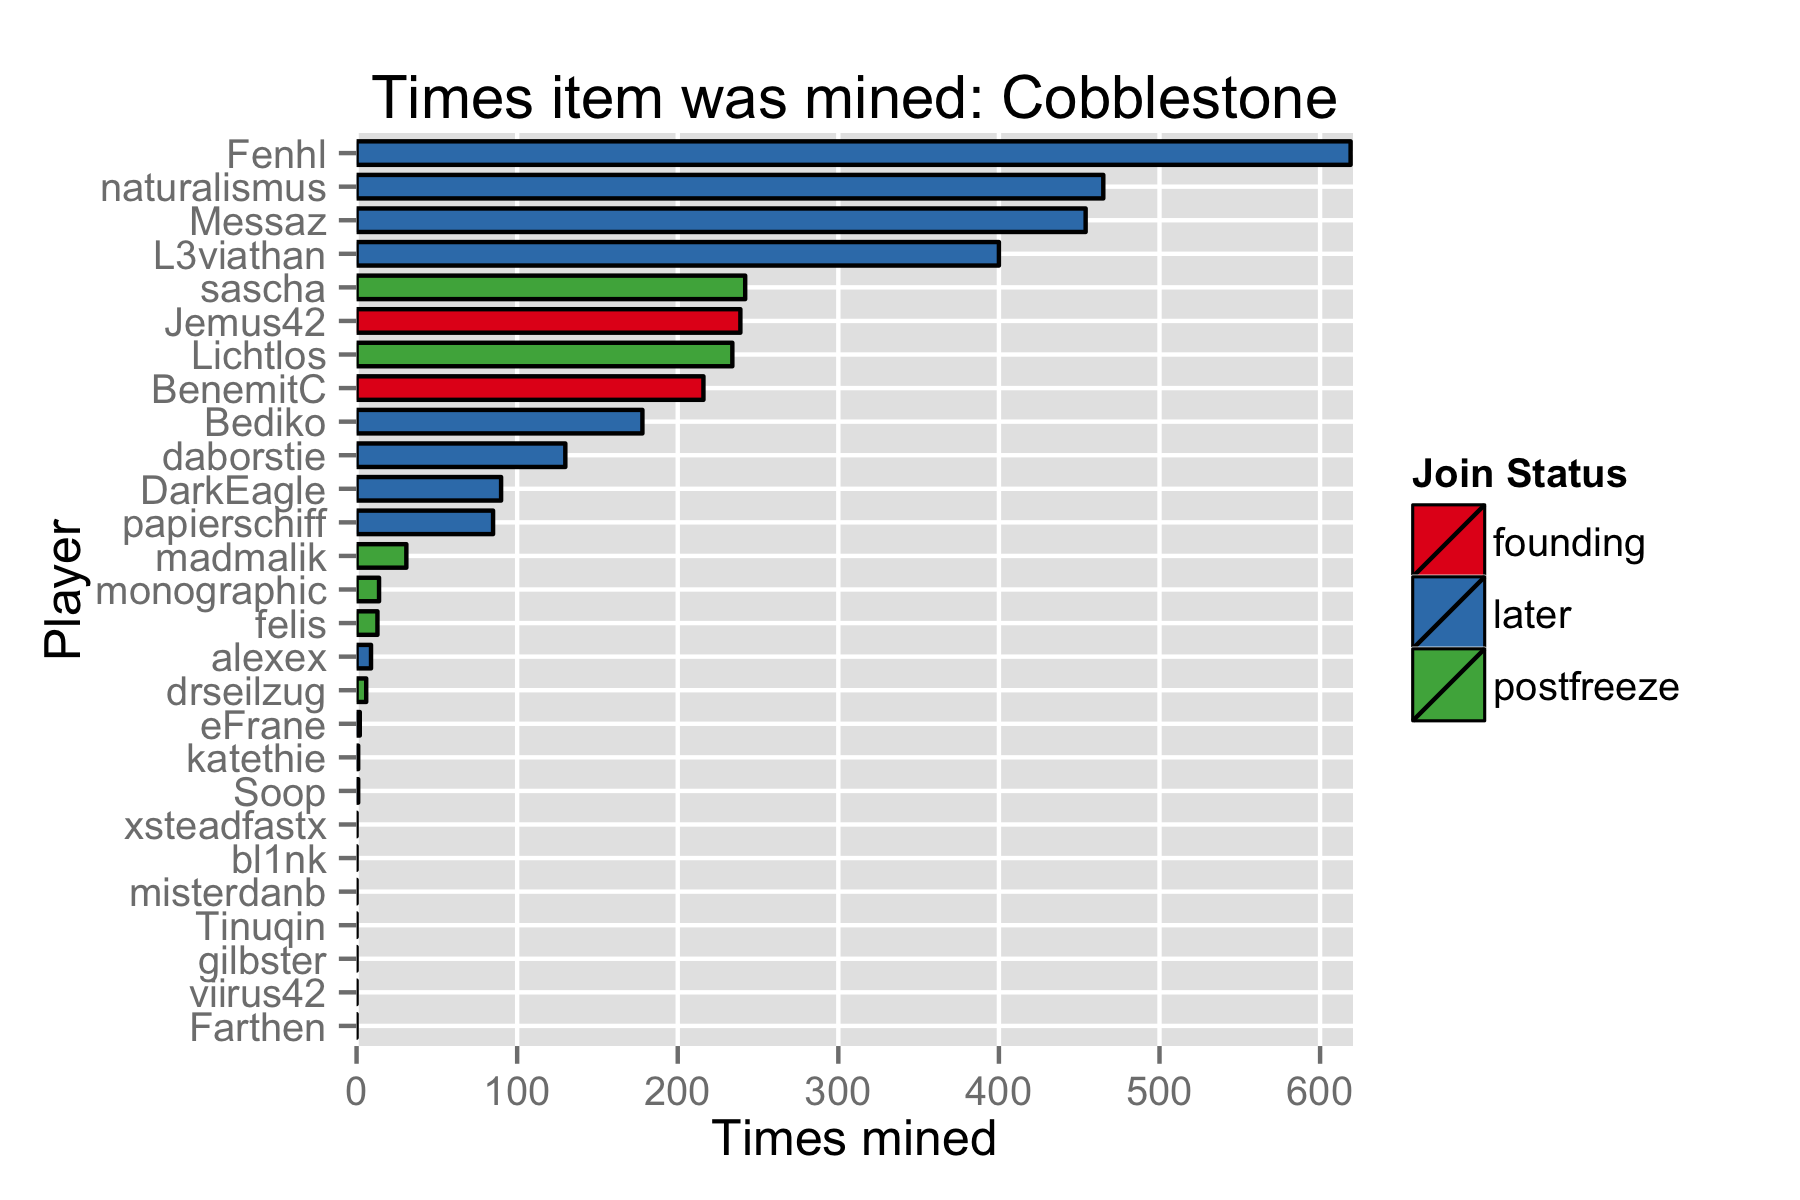 Times item was mined: Cobblestone
Fenhl
naturalismus
Messaz
L3viathan
sascha
Jemus42
Lichtlos
BenemitC
Bediko
daborstie
DarkEagle
papierschiff
madmalik
monographic
felis
alexex
drseilzug
eFrane
katethie
Soop
xsteadfastx
bl1nk
misterdanb
Tinuqin
gilbster
viirus42
Farthen
Player
0 100 200 300 400 500 600
Times mined
Join Status
founding
later
postfreeze